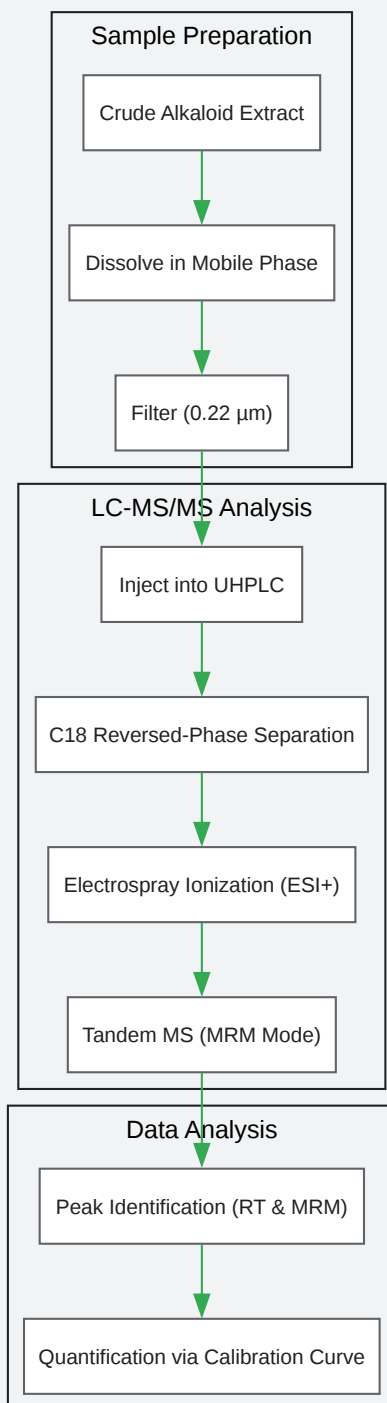 Sample Preparation
Crude Alkaloid Extract
Dissolve in Mobile Phase
Filter (0.22 µm)
LC-MS/MS Analysis
Inject into UHPLC
C18 Reversed-Phase Separation
Electrospray Ionization (ESI+)
Tandem MS (MRM Mode)
Data Analysis
Peak Identification (RT & MRM)
Quantification via Calibration Curve